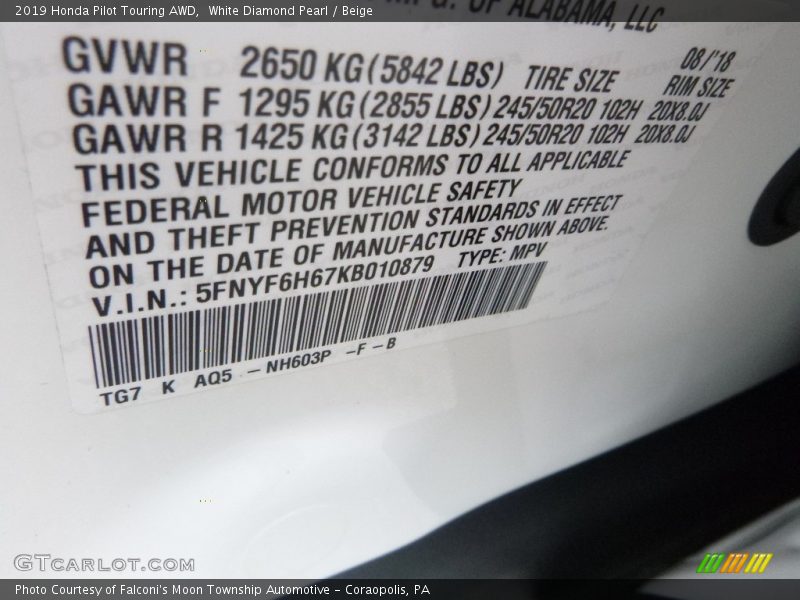 2019 Honda Pilot Touring AWD,  White Diamond Pearl / Beige
OF ALABAMA, LLC
08/'18
GVWR 2650 KG(5842 LBS) TIRE SIZE RIM SIZE
GAWR F 1295 KG(2855 LBS) 245/50R20 102H 20X8.0J
GAWR R 1425 KG(3142 LBS) 245/50R20 102H 20X8.0J
THIS VEHICLE CONFORMS TO ALL APPLICABLE
FEDERAL MOTOR VEHICLE SAFETY
AND THEFT PREVENTION STANDARDS IN EFFECT
ON THE DATE OF MANUFACTURE SHOWN ABOVE.
V.I.N.: 5FNYF6H67KB010879 TYPE: MPV
TG7 K AQ5 - NH603P - F - B
GTCARLOT.COM
Photo Courtesy of Falconi's Moon Township Automotive - Coraopolis, PA